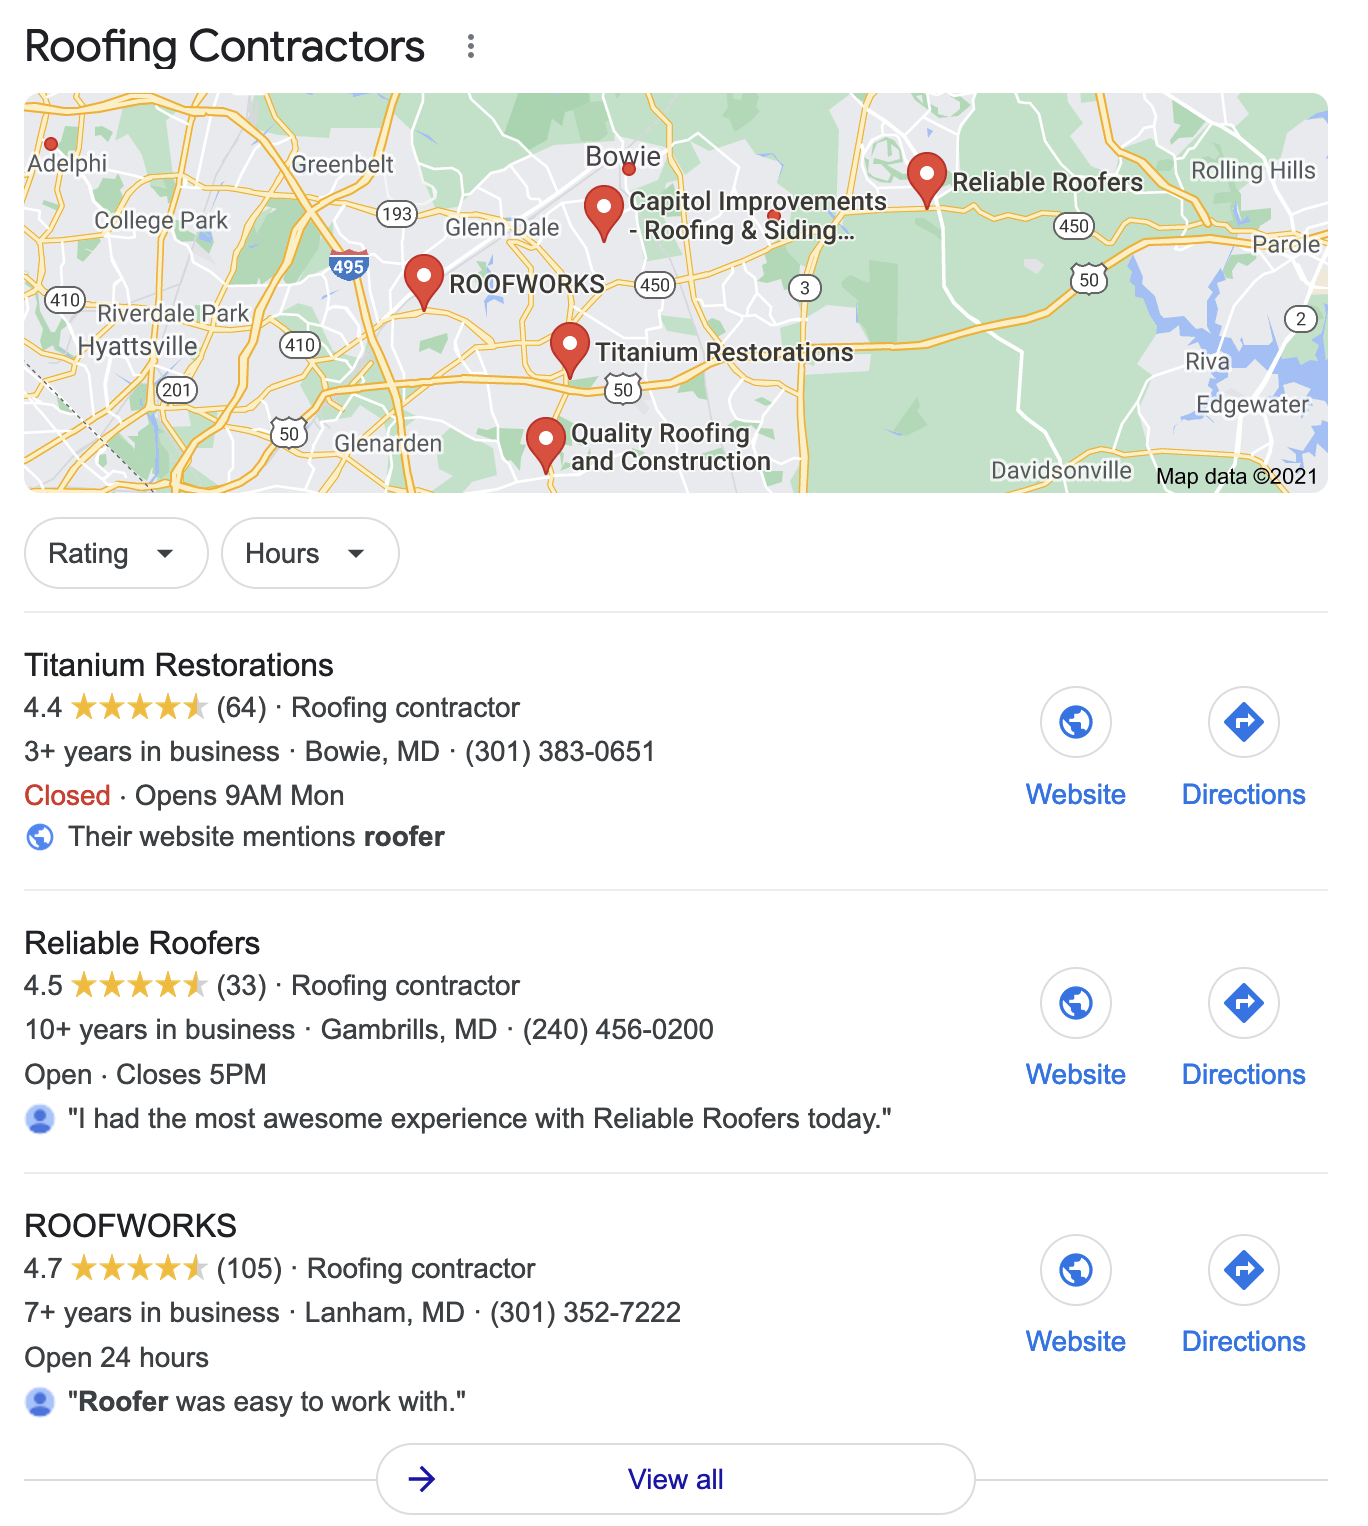 Roofing Contractors
Adelphi
Greenbelt
Bowie
Rolling Hills
Reliable Roofers
Capitol Improvements
- Roofing & Siding...
College Park
193
Glenn Dale
450
Parole
495
ROOFWORKS
450
3
50
410
Riverdale Park
2
Hyattsville
410
Titanium Restorations
Riva
201
50
Edgewater
50
Glenarden
Quality Roofing
and Construction
Davidsonville
Map data ©2021
Rating
Hours
Titanium Restorations
4.4 (64) · Roofing contractor
3+ years in business · Bowie, MD · (301) 383-0651
Closed · Opens 9AM Mon
Their website mentions roofer
Website
Directions
Reliable Roofers
4.5 (33) · Roofing contractor
10+ years in business · Gambrills, MD · (240) 456-0200
Open · Closes 5PM
"I had the most awesome experience with Reliable Roofers today."
Website
Directions
ROOFWORKS
4.7 (105) · Roofing contractor
7+ years in business · Lanham, MD · (301) 352-7222
Open 24 hours
"Roofer was easy to work with."
Website
Directions
View all